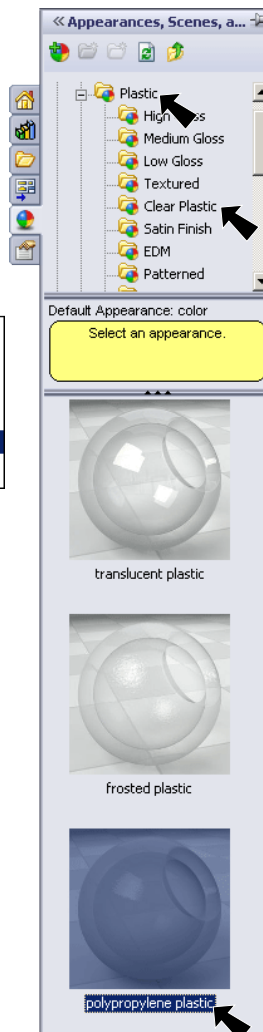 Appearances, Scenes, a...
Plastic
High Gloss
Medium Gloss
Low Gloss
Textured
Clear Plastic
Satin Finish
EDM
Patterned
Default Appearance: color
Select an appearance.
translucent plastic
frosted plastic
polypropylene plastic